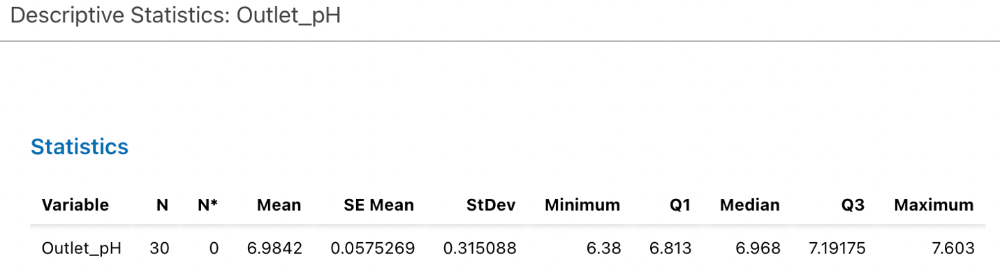 Descriptive Statistics: Outlet_pH
Statistics
Variable N N* Mean SE Mean StDev Minimum Q1 Median Q3 Maximum
Outlet_pH 30 0 6.9842 0.0575269 0.315088 6.38 6.813 6.968 7.19175 7.603